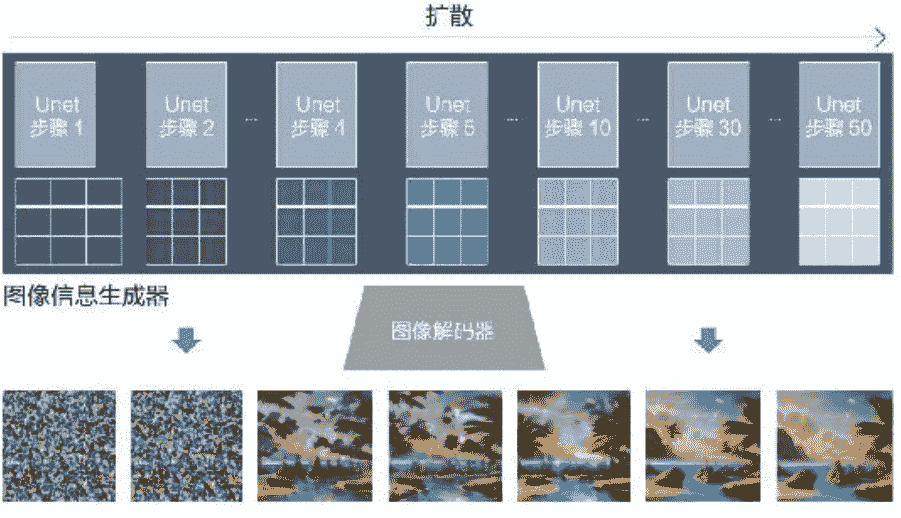 扩散
Unet
步骤 1
Unet
步骤 2
...
Unet
步骤 4
Unet
步骤 5
...
Unet
步骤 10
...
Unet
步骤 30
...
Unet
步骤 50
图像信息生成器
图像解码器